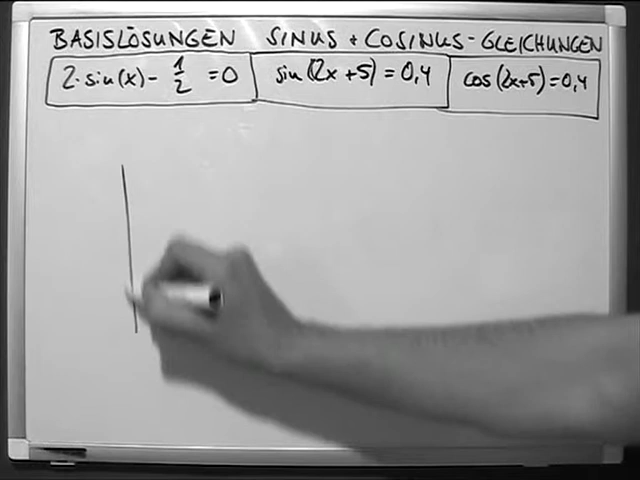 BASISLÖSUNGEN SINUS + COSINUS-GLEICHUNGEN
2·sin(x) - 1/2 = 0 sin(2x+5) = 0,4 cos(2x+5) = 0,4